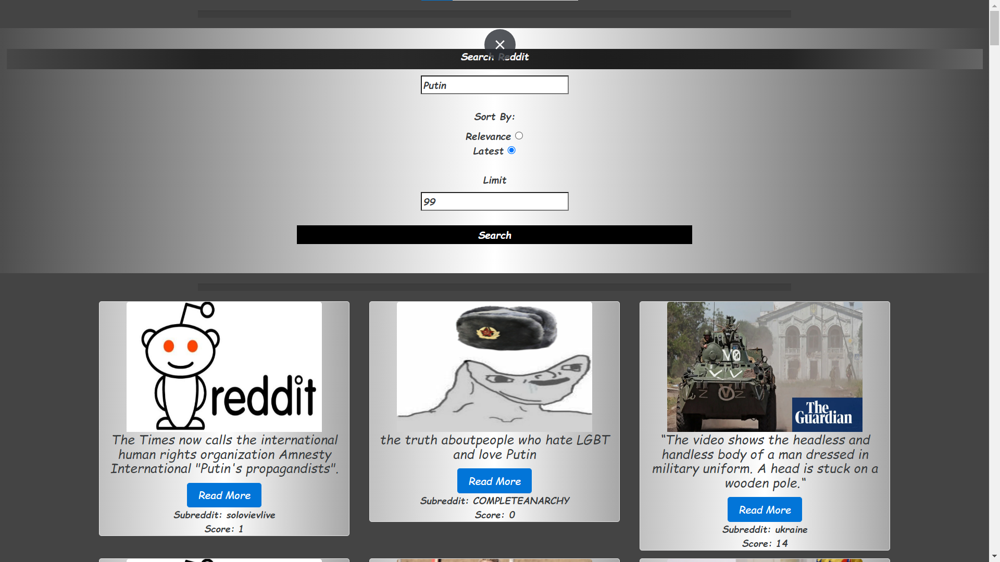 Search Reddit
Putin
Sort By:
Relevance
Latest
Limit
99
Search
reddit
The Times now calls the international
human rights organization Amnesty
International "Putin's propagandists".
Read More
Subreddit: solovievlive
Score: 1
the truth aboutpeople who hate LGBT
and love Putin
Read More
Subreddit: COMPLETEANARCHY
Score: 0
V0
Z V Z
The
Guardian
“The video shows the headless and
handless body of a man dressed in
military uniform. A head is stuck on a
wooden pole.“
Read More
Subreddit: ukraine
Score: 14